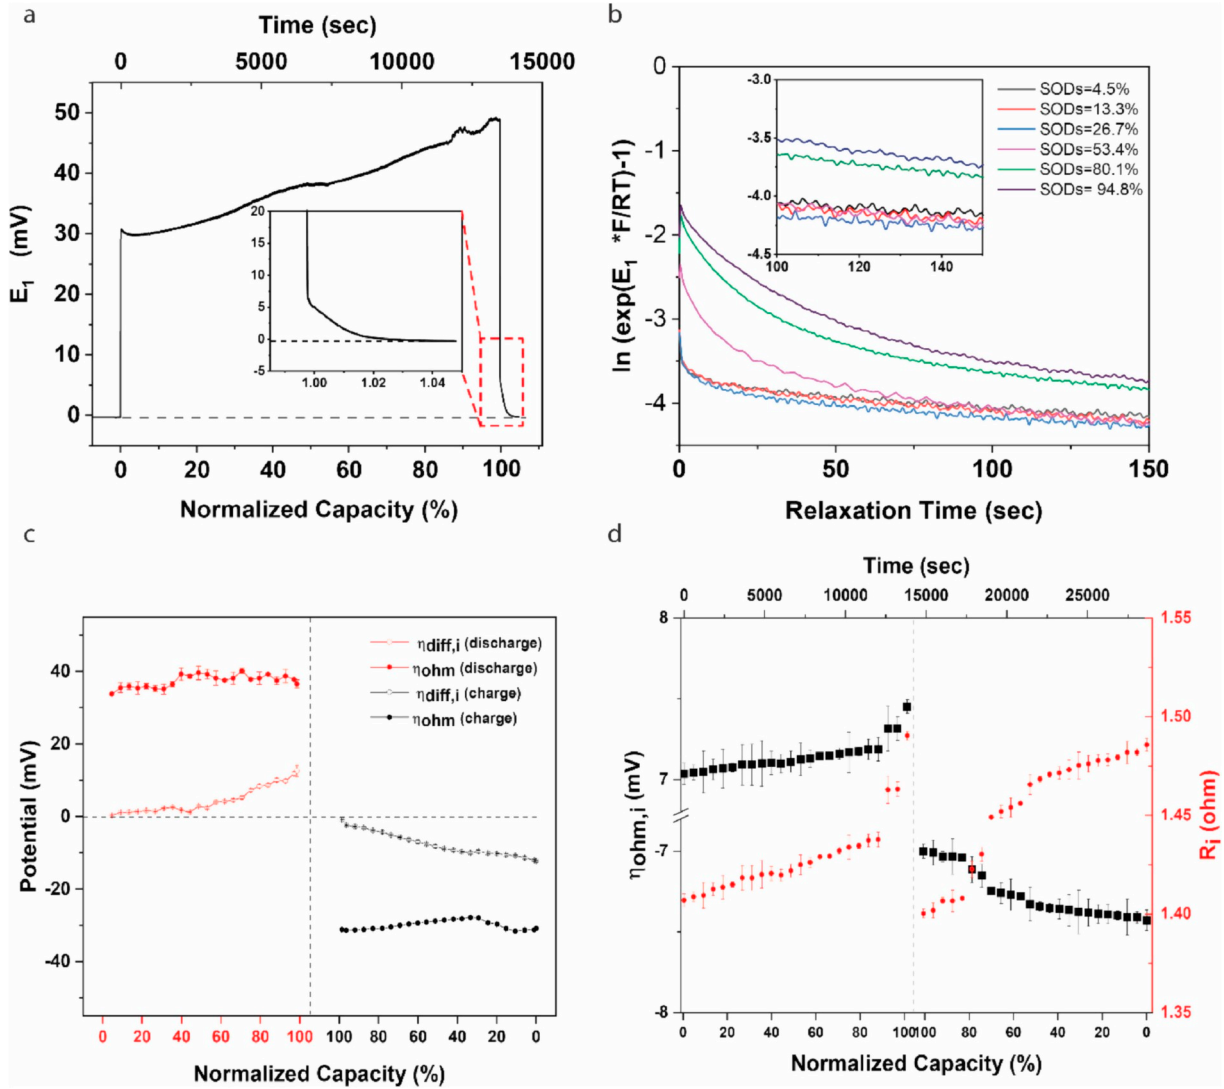 a
Time (sec)
0 5000 10000 15000
E1 (mV)
50
40
30
20
10
0
20
15
10
5
0
-5
1.00 1.02 1.04
0 20 40 60 80 100
Normalized Capacity (%)
b
ln (exp(E1 *F/RT)-1)
0
-1
-2
-3
-4
-3.0
-3.5
-4.0
-4.5
100 120 140
SODs=4.5%
SODs=13.3%
SODs=26.7%
SODs=53.4%
SODs=80.1%
SODs= 94.8%
0 50 100 150
Relaxation Time (sec)
c
Potential (mV)
40
20
0
-20
-40
ηdiff,i (discharge)
ηohm (discharge)
ηdiff,i (charge)
ηohm (charge)
0 20 40 60 80 100 100 80 60 40 20 0
Normalized Capacity (%)
d
Time (sec)
0 5000 10000 15000 20000 25000
ηohm,i (mV)
8
7
-7
-8
Ri (ohm)
1.55
1.50
1.45
1.40
1.35
0 20 40 60 80 100 100 80 60 40 20 0
Normalized Capacity (%)